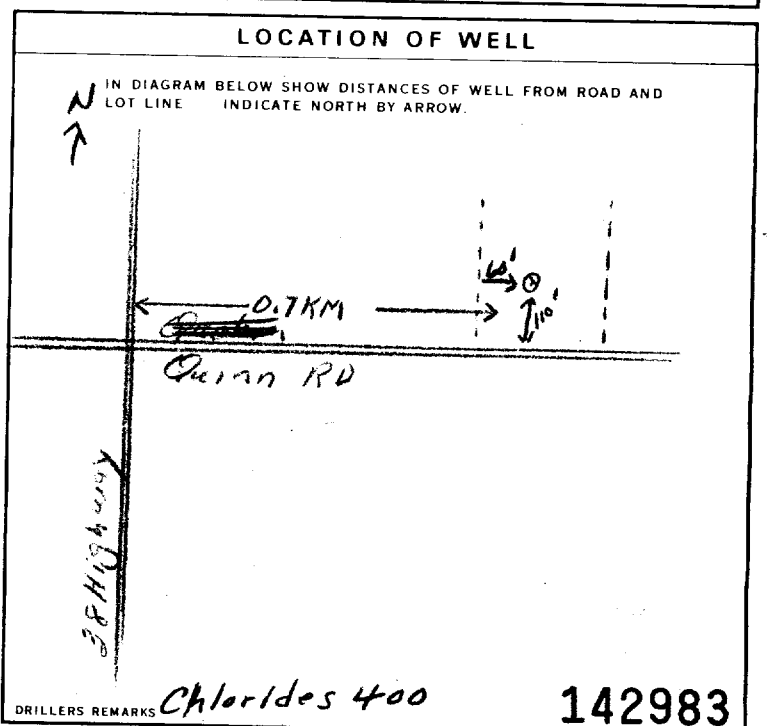 LOCATION OF WELL
IN DIAGRAM BELOW SHOW DISTANCES OF WELL FROM ROAD AND
LOT LINE INDICATE NORTH BY ARROW.
N
60'
0.7KM
110'
Quinn RD
38 Highway
DRILLERS REMARKS Chlorides 400
142983